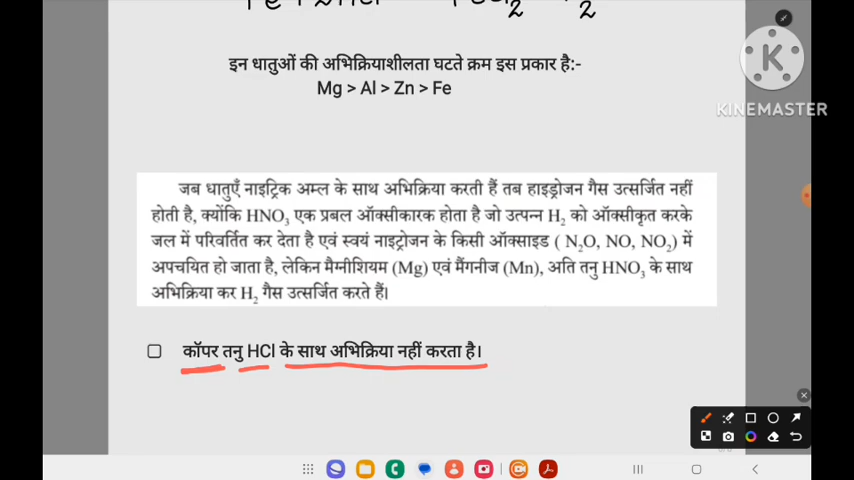 इन धातुओं की अभिक्रियाशीलता घटते क्रम इस प्रकार है:-
Mg > Al > Zn > Fe
K
KINEMASTER
जब धातुएँ नाइट्रिक अम्ल के साथ अभिक्रिया करती हैं तब हाइड्रोजन गैस उत्सर्जित नहीं
होती है, क्योंकि HNO₃ एक प्रबल ऑक्सीकारक होता है जो उत्पन्न H₂ को ऑक्सीकृत करके
जल में परिवर्तित कर देता है एवं स्वयं नाइट्रोजन के किसी ऑक्साइड ( N₂O, NO, NO₂) में
अपचयित हो जाता है, लेकिन मैग्नीशियम (Mg) एवं मैंगनीज (Mn), अति तनु HNO₃ के साथ
अभिक्रिया कर H₂ गैस उत्सर्जित करते हैं।
कॉपर तनु HCl के साथ अभिक्रिया नहीं करता है।